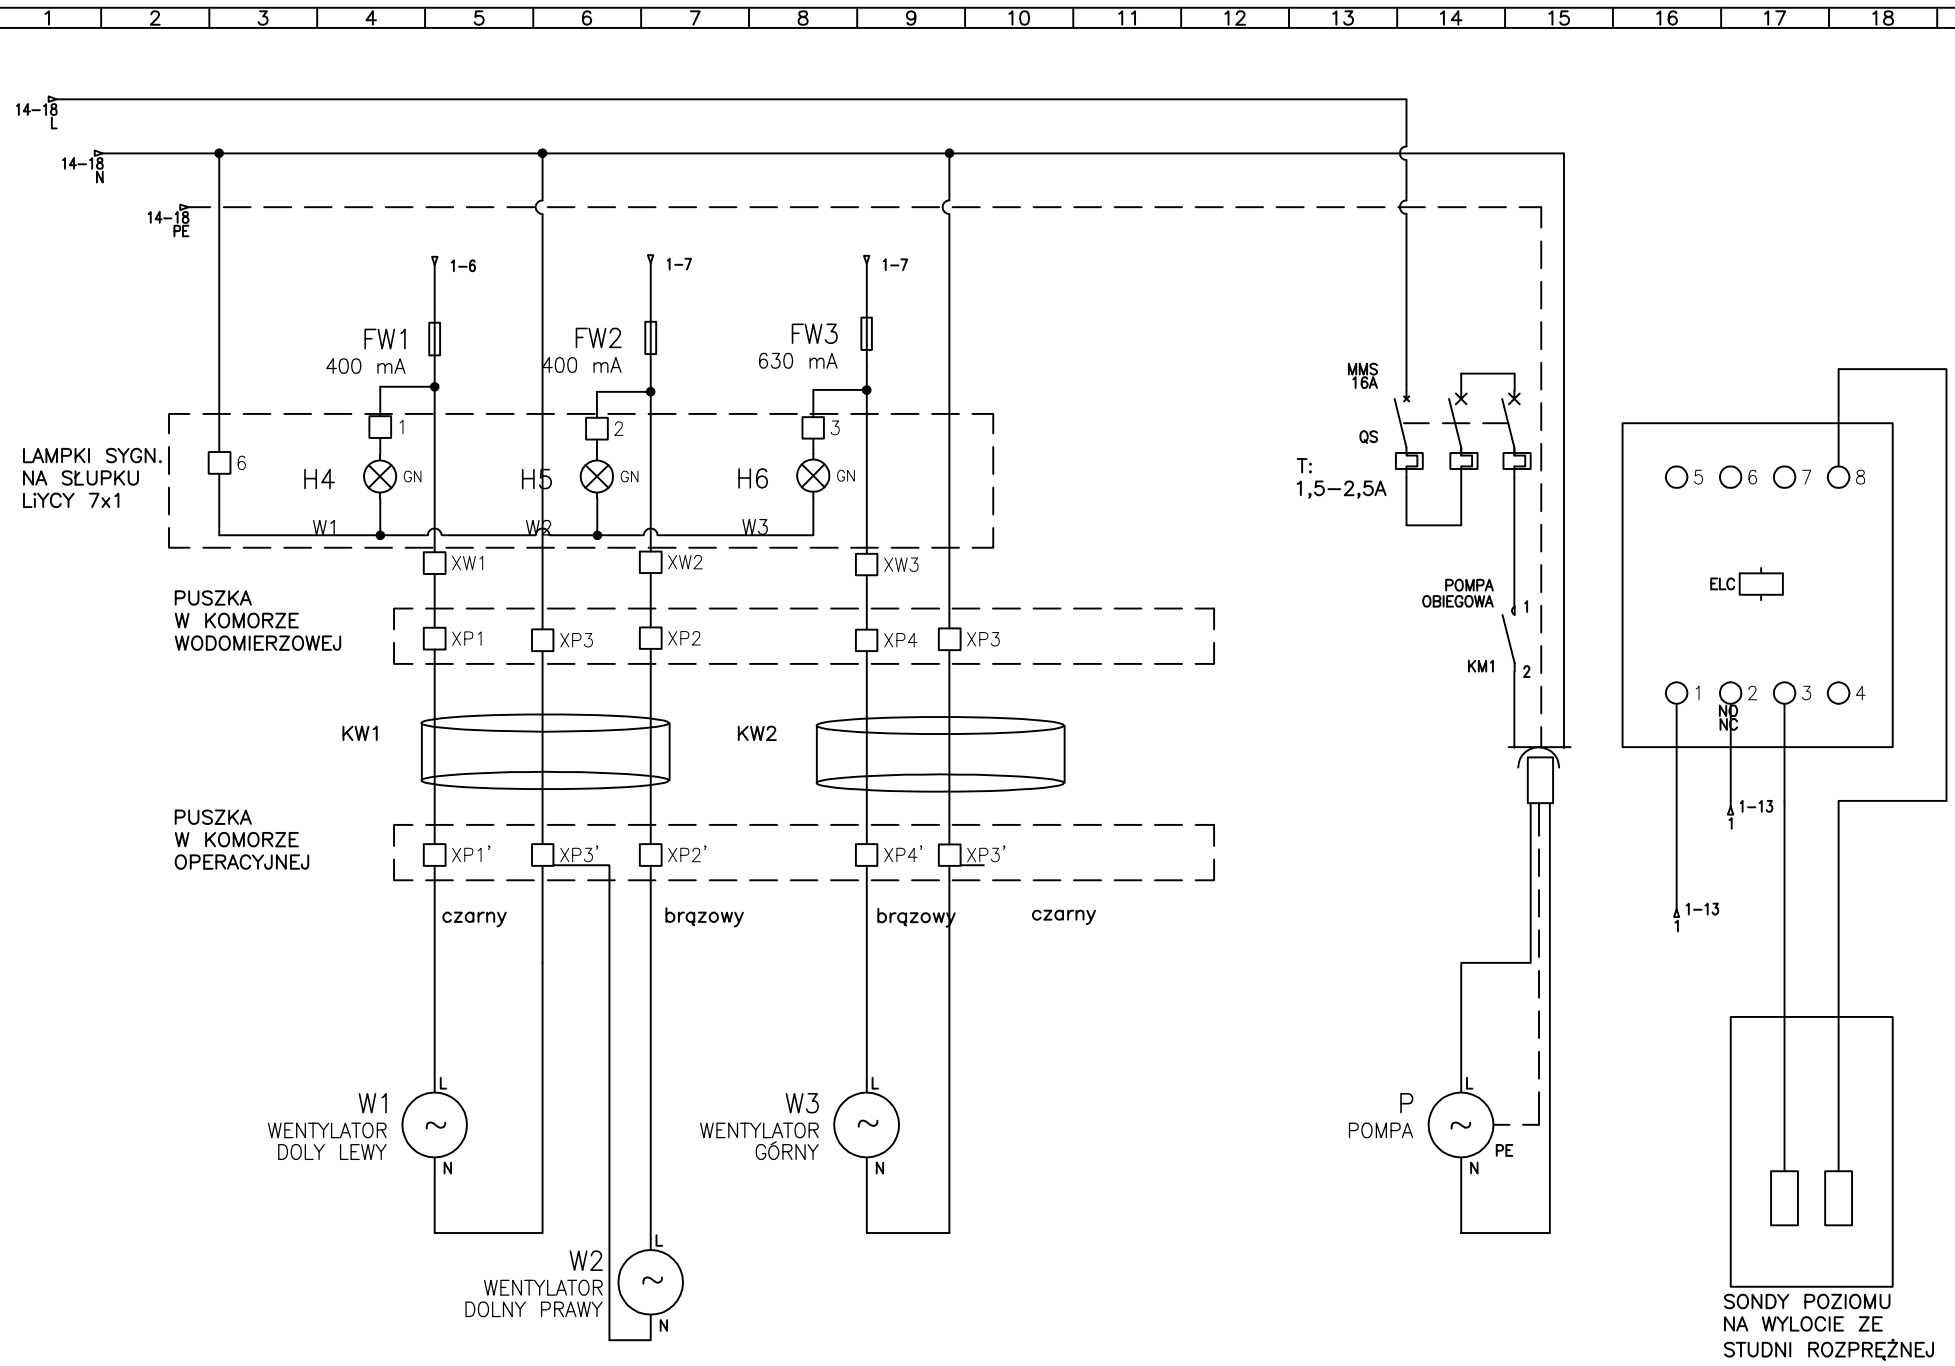 1 2 3 4 5 6 7 8 9 10 11 12 13 14 15 16 17 18
14-18
L
14-18
N
14-18
PE
1-6
1-7
1-7
FW1
400 mA
FW2
400 mA
FW3
630 mA
MMS
16A
QS
T:
1,5-2,5A
LAMPKI SYGN.
NA SŁUPKU
LiYCY 7x1
6
1
2
3
H4
GN
H5
GN
H6
GN
W1
W2
W3
XW1
XW2
XW3
PUSZKA
W KOMORZE
WODOMIERZOWEJ
XP1
XP3
XP2
XP4
XP3
POMPA
OBIEGOWA
1
KM1
2
5 6 7 8
ELC
1 2 3 4
NO
NC
KW1
KW2
PUSZKA
W KOMORZE
OPERACYJNEJ
XP1'
XP3'
XP2'
XP4'
XP3'
czarny
brązowy
brązowy
czarny
1-13
1
1-13
1
L
W1
WENTYLATOR
DOLY LEWY
~
N
L
W3
WENTYLATOR
GÓRNY
~
N
L
P
POMPA
~
PE
N
L
W2
WENTYLATOR
DOLNY PRAWY
~
N
SONDY POZIOMU
NA WYLOCIE ZE
STUDNI ROZPRĘŻNEJ